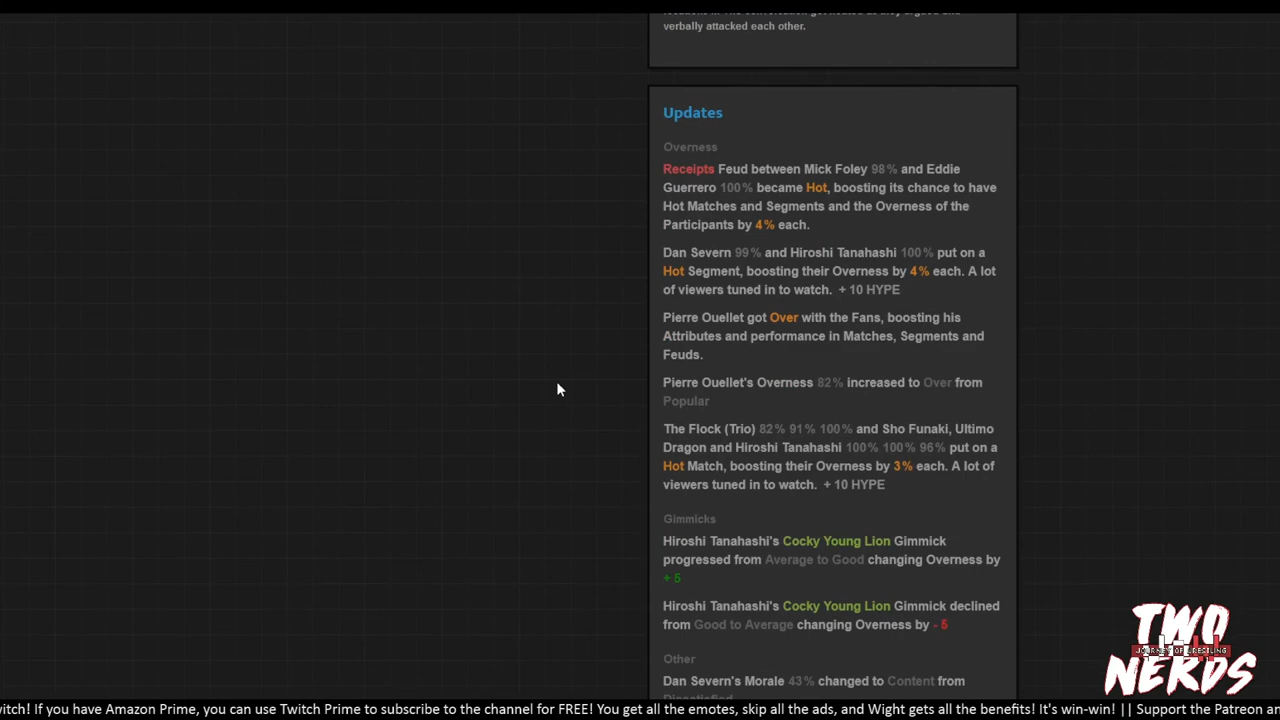 verbally attacked each other.
Updates
Overness
Receipts Feud between Mick Foley 98% and Eddie
Guerrero 100% became Hot, boosting its chance to have
Hot Matches and Segments and the Overness of the
Participants by 4% each.
Dan Severn 99% and Hiroshi Tanahashi 100% put on a
Hot Segment, boosting their Overness by 4% each. A lot
of viewers tuned in to watch. + 10 HYPE
Pierre Ouellet got Over with the Fans, boosting his
Attributes and performance in Matches, Segments and
Feuds.
Pierre Ouellet's Overness 82% increased to Over from
Popular
The Flock (Trio) 82% 91% 100% and Sho Funaki, Ultimo
Dragon and Hiroshi Tanahashi 100% 100% 96% put on a
Hot Match, boosting their Overness by 3% each. A lot of
viewers tuned in to watch. + 10 HYPE
Gimmicks
Hiroshi Tanahashi's Cocky Young Lion Gimmick
progressed from Average to Good changing Overness by
+ 5
Hiroshi Tanahashi's Cocky Young Lion Gimmick declined
from Good to Average changing Overness by - 5
Other
Dan Severn's Morale 43% changed to Content from
Dissatisfied
TWO
JOURNEY OF WRESTLING
NERDS
witch! If you have Amazon Prime, you can use Twitch Prime to subscribe to the channel for FREE! You get all the emotes, skip all the ads, and Wight gets all the benefits! It's win-win! || Support the Patreon an